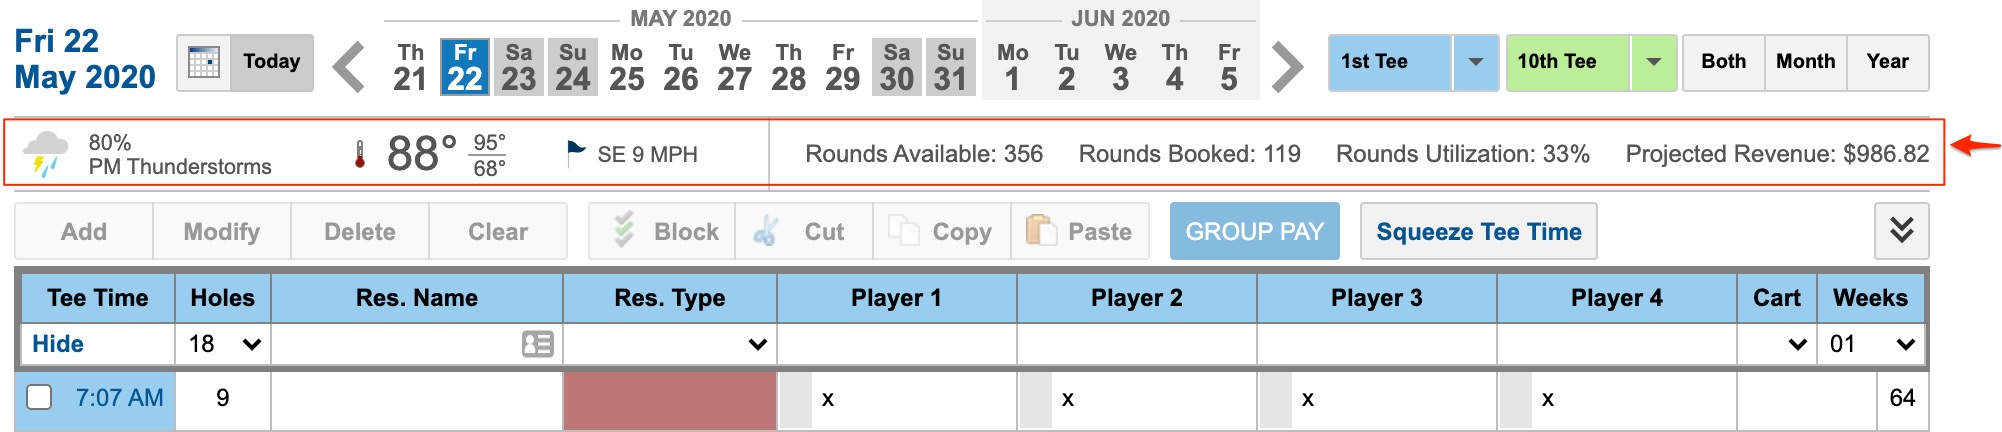 Fri 22
May 2020
Today
MAY 2020
JUN 2020
Th Fr Sa Su Mo Tu We Th Fr Sa Su Mo Tu We Th Fr
21 22 23 24 25 26 27 28 29 30 31 1 2 3 4 5
1st Tee
10th Tee
Both Month Year
80%
PM Thunderstorms
88°
95°
68°
SE 9 MPH
Rounds Available: 356 Rounds Booked: 119 Rounds Utilization: 33% Projected Revenue: $986.82
Add Modify Delete Clear Block Cut Copy Paste GROUP PAY Squeeze Tee Time
Tee Time Holes Res. Name Res. Type Player 1 Player 2 Player 3 Player 4 Cart Weeks
Hide 18 01
7:07 AM 9 x x x x 64